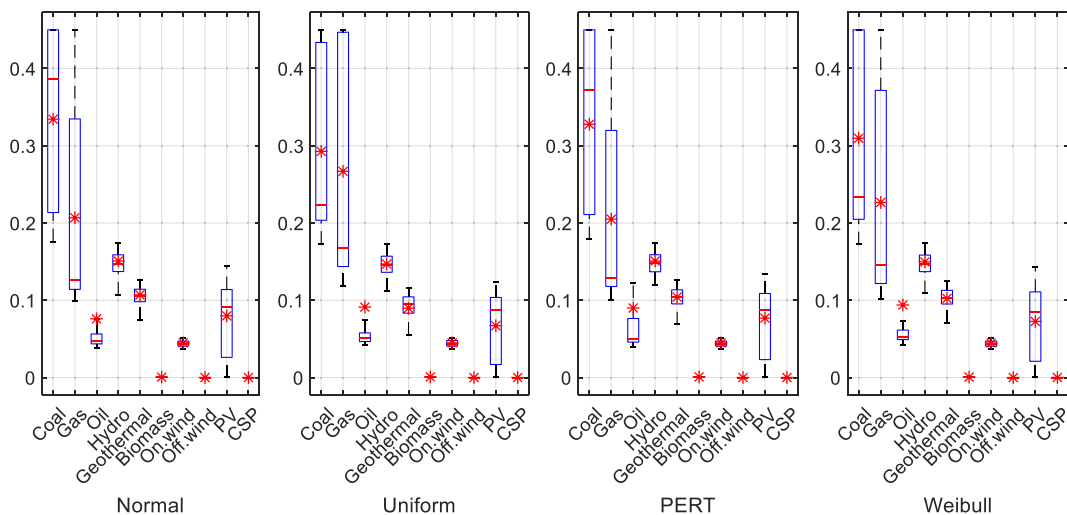 0.4
0.3
0.2
0.1
0
Coal
Gas
Oil
Hydro
Geothermal
Biomass
On.wind
Off.wind
PV
CSP
Normal
0.4
0.3
0.2
0.1
0
Coal
Gas
Oil
Hydro
Geothermal
Biomass
On.wind
Off.wind
PV
CSP
Uniform
0.4
0.3
0.2
0.1
0
Coal
Gas
Oil
Hydro
Geothermal
Biomass
On.wind
Off.wind
PV
CSP
PERT
0.4
0.3
0.2
0.1
0
Coal
Gas
Oil
Hydro
Geothermal
Biomass
On.wind
Off.wind
PV
CSP
Weibull